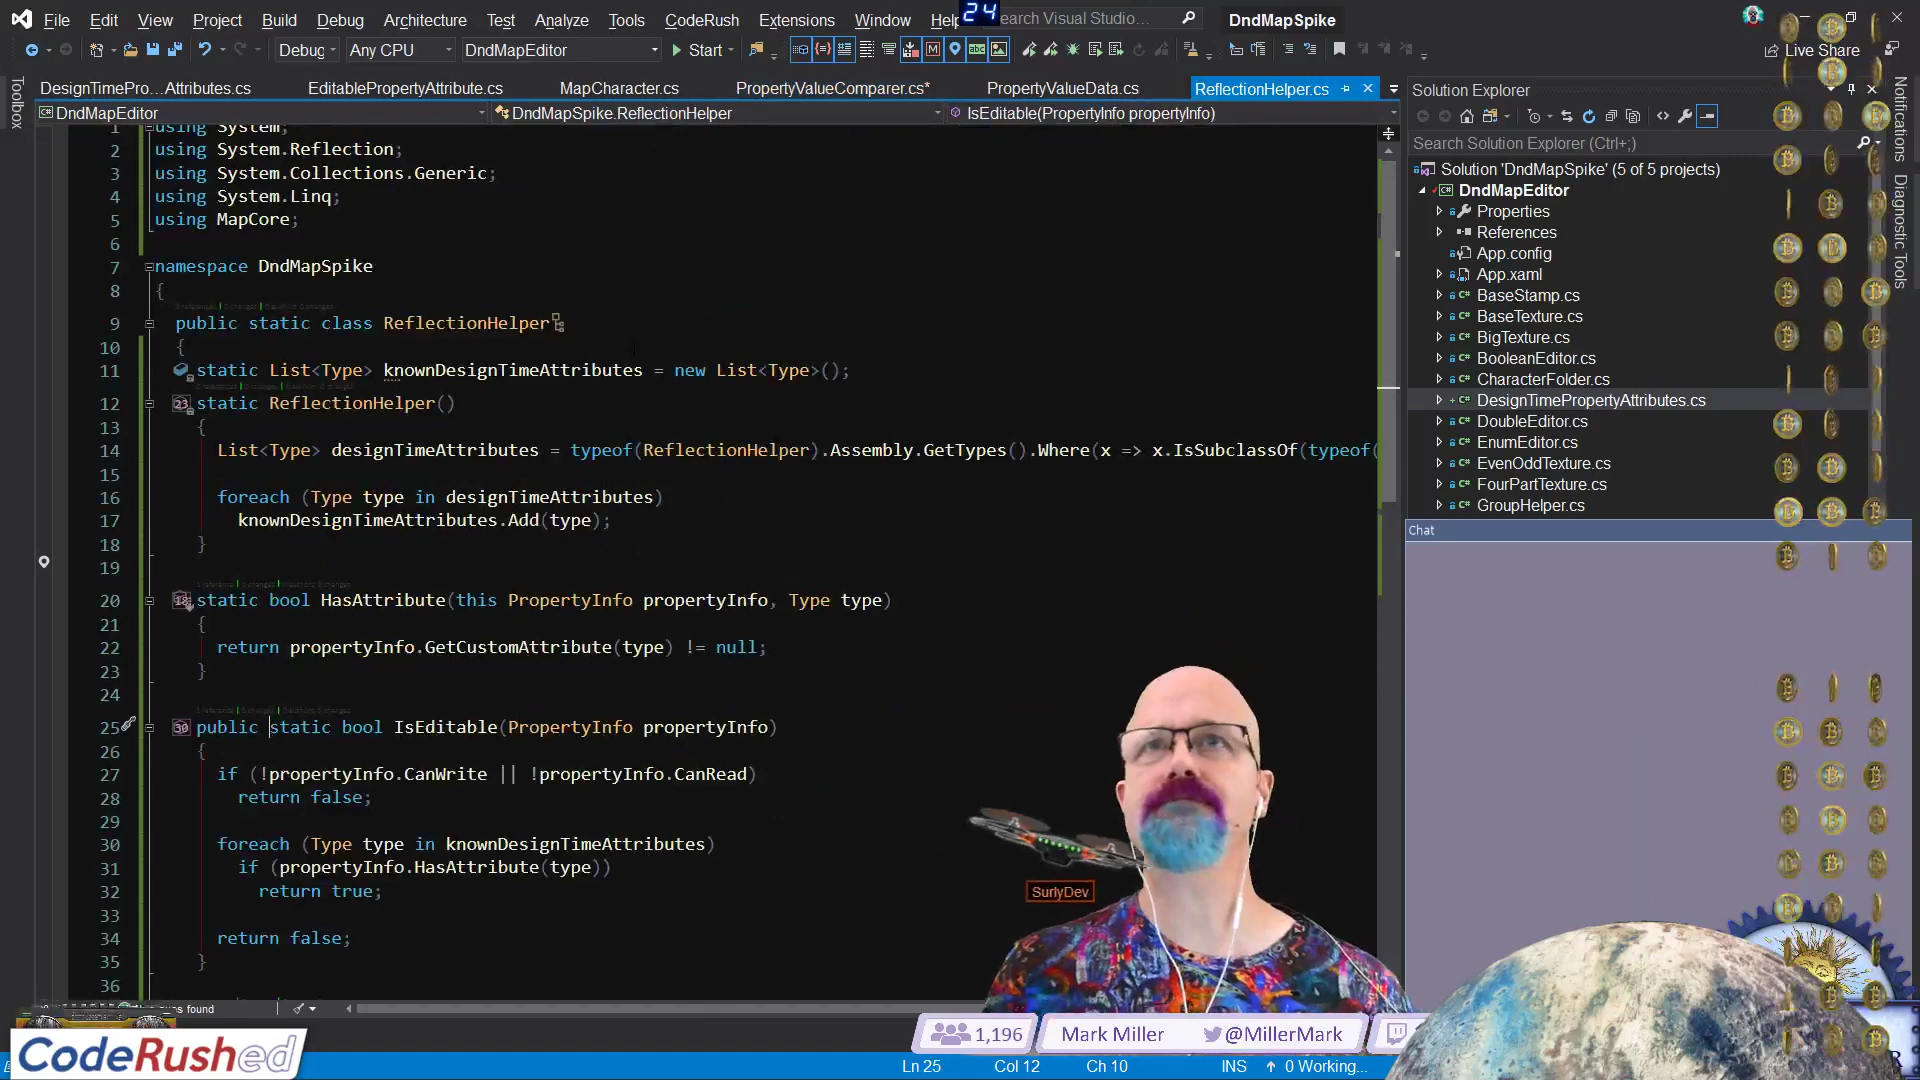 File Edit View Project Build Debug Architecture Test Analyze Tools CodeRush Extensions Window Help
24
Search Visual Studio...
DndMapSpike
Debug
Any CPU
DndMapEditor
Start
Live Share
Toolbox
DesignTimePro...Attributes.cs
EditablePropertyAttribute.cs
MapCharacter.cs
PropertyValueComparer.cs*
PropertyValueData.cs
ReflectionHelper.cs
DndMapEditor
DndMapSpike.ReflectionHelper
IsEditable(PropertyInfo propertyInfo)
1 using System;
2 using System.Reflection;
3 using System.Collections.Generic;
4 using System.Linq;
5 using MapCore;
6
7 namespace DndMapSpike
8 {
9 public static class ReflectionHelper
10 {
11 static List<Type> knownDesignTimeAttributes = new List<Type>();
12 23 static ReflectionHelper()
13 {
14 List<Type> designTimeAttributes = typeof(ReflectionHelper).Assembly.GetTypes().Where(x => x.IsSubclassOf(typeof(
15
16 foreach (Type type in designTimeAttributes)
17 knownDesignTimeAttributes.Add(type);
18 }
19
20 18 static bool HasAttribute(this PropertyInfo propertyInfo, Type type)
21 {
22 return propertyInfo.GetCustomAttribute(type) != null;
23 }
24
25 30 public static bool IsEditable(PropertyInfo propertyInfo)
26 {
27 if (!propertyInfo.CanWrite || !propertyInfo.CanRead)
28 return false;
29
30 foreach (Type type in knownDesignTimeAttributes)
31 if (propertyInfo.HasAttribute(type))
32 return true;
33
34 return false;
35 }
36
Solution Explorer
Search Solution Explorer (Ctrl+;)
Solution 'DndMapSpike' (5 of 5 projects)
DndMapEditor
Properties
References
App.config
App.xaml
BaseStamp.cs
BaseTexture.cs
BigTexture.cs
BooleanEditor.cs
CharacterFolder.cs
DesignTimePropertyAttributes.cs
DoubleEditor.cs
EnumEditor.cs
EvenOddTexture.cs
FourPartTexture.cs
GroupHelper.cs
Notifications
Diagnostic Tools
Chat
SurlyDev
found
CodeRushed
1,196
Mark Miller
@MillerMark
Ln 25
Col 12
Ch 10
INS
0 Working...